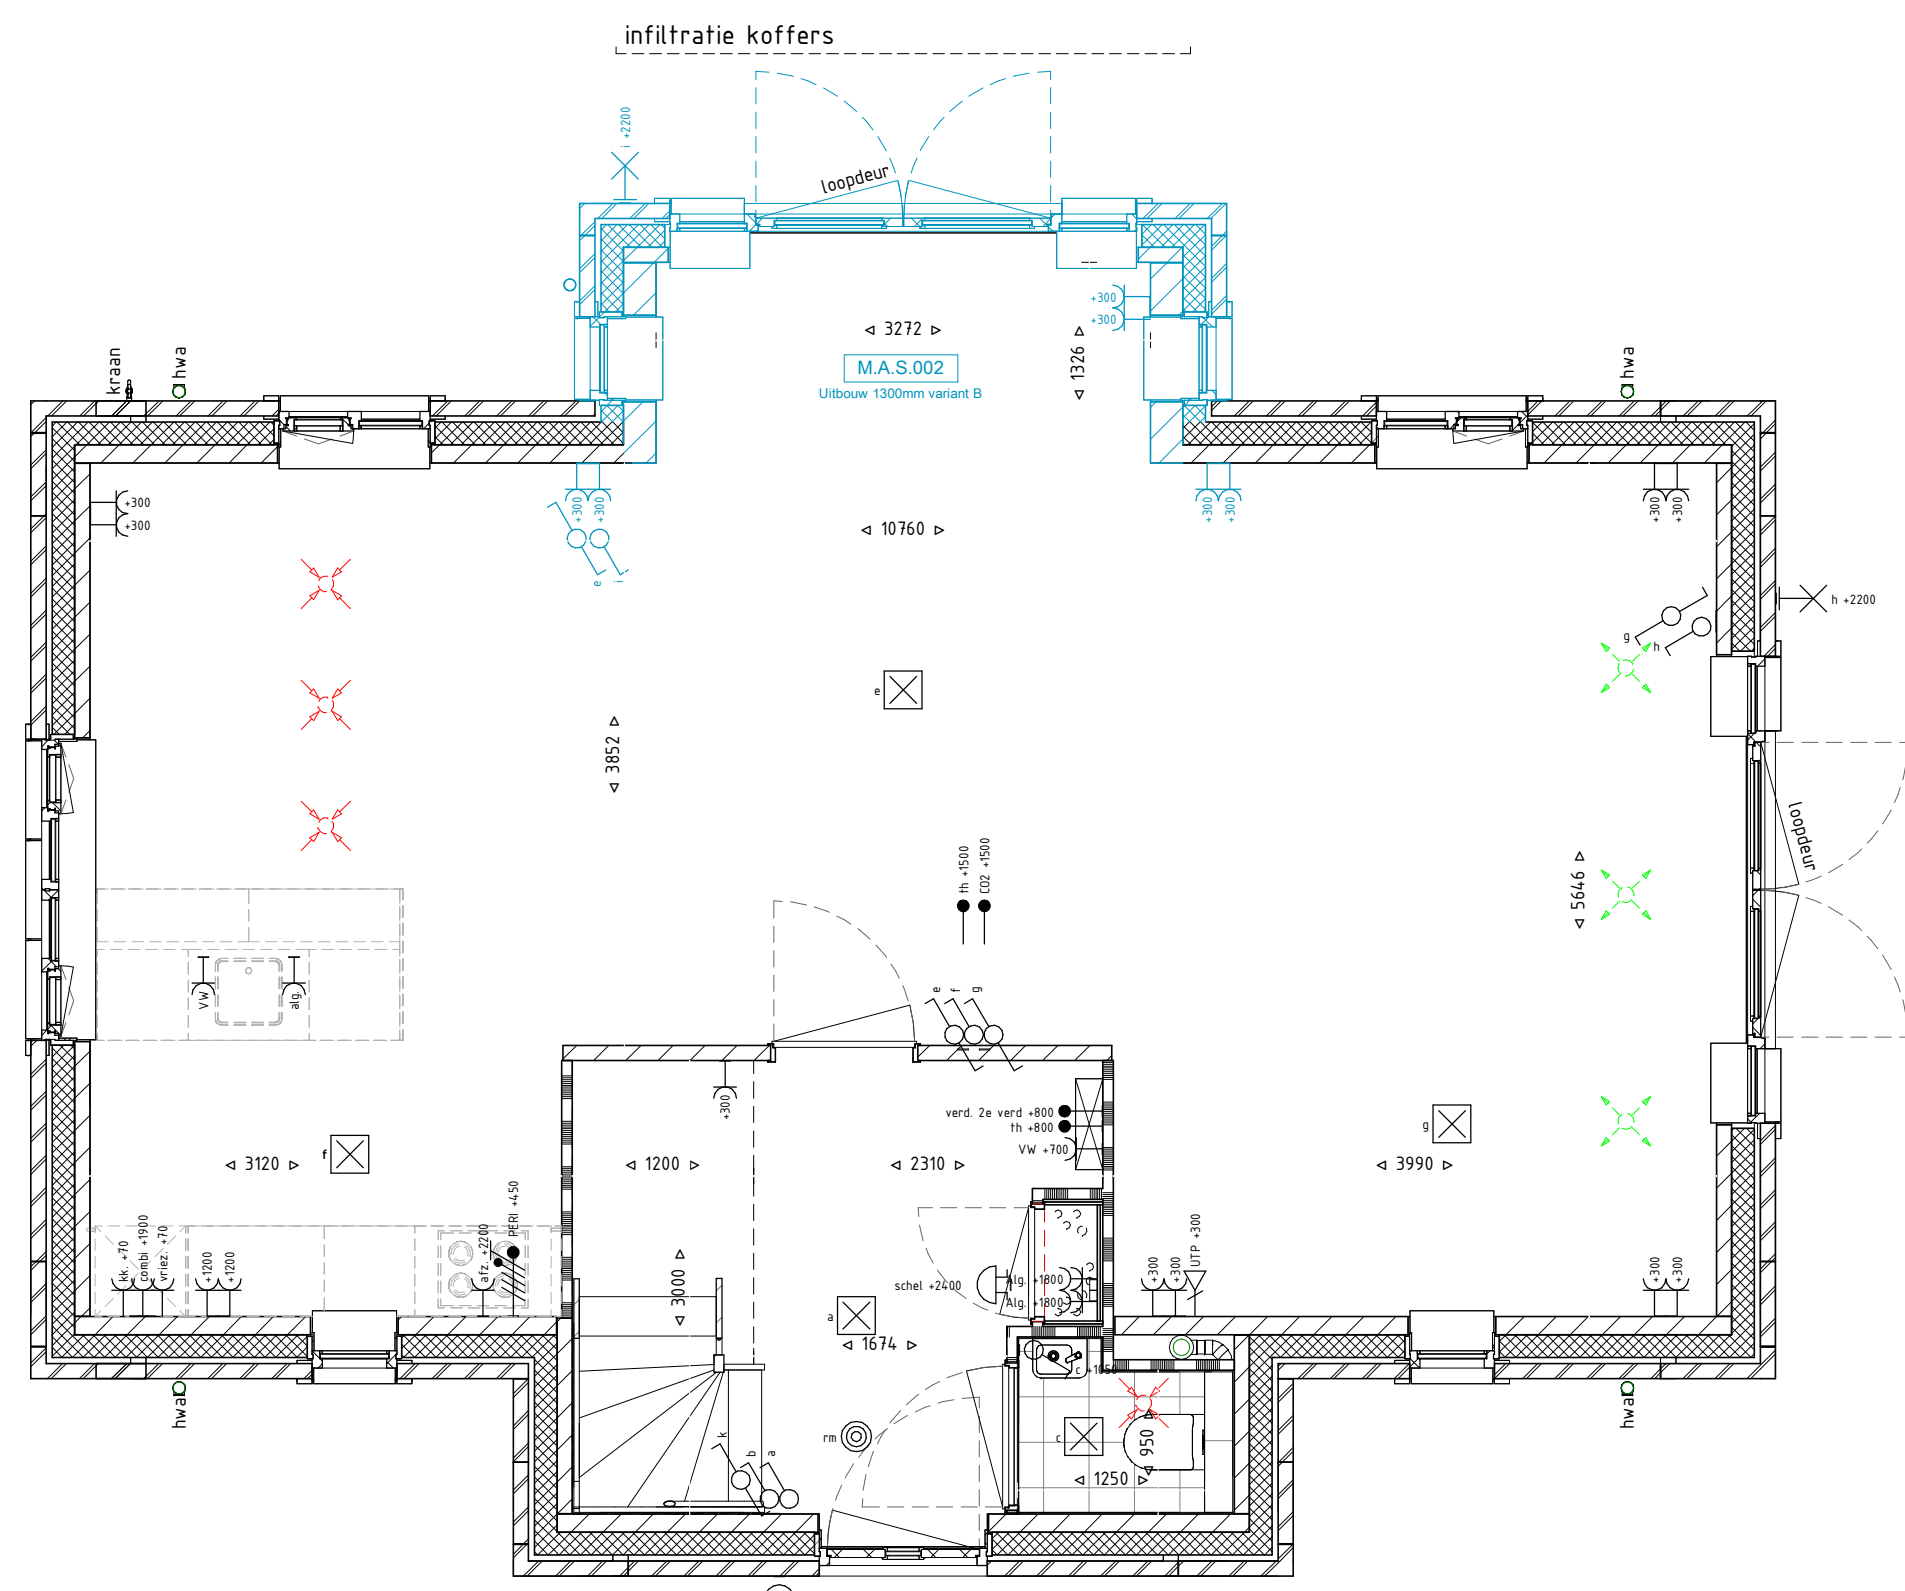 infiltratie koffers
i +2200
loopdeur
+300
+300
◁ 3272 ▷
◁ 1326 ▷
M.A.S.002
Uitbouw 1300mm variant B
kraan
hwa
hwa
+300
+300
+300
+300
+300
+300
+300
+300
◁ 10760 ▷
e
i
g
h
h +2200
e
◁ 3852 ▷
loopdeur
th +1500
CO2 +1500
◁ 5646 ▷
VW
alg.
e
f
g
+300
verd. 2e verd +800
th +800
VW +700
g
f
◁ 3120 ▷
◁ 1200 ▷
◁ 2310 ▷
◁ 3990 ▷
kk. +70
combi +1900
vriez. +70
+1200
+1200
afz. +2200
PERI +450
◁ 3000 ▷
schel +2400
Alg. +1800
Alg. +1800
+300
+300
UTP +300
+300
+300
a
◁ 1674 ▷
c +1050
hwa
hwa
k
b
a
rm
c
◁ 950 ▷
◁ 1250 ▷